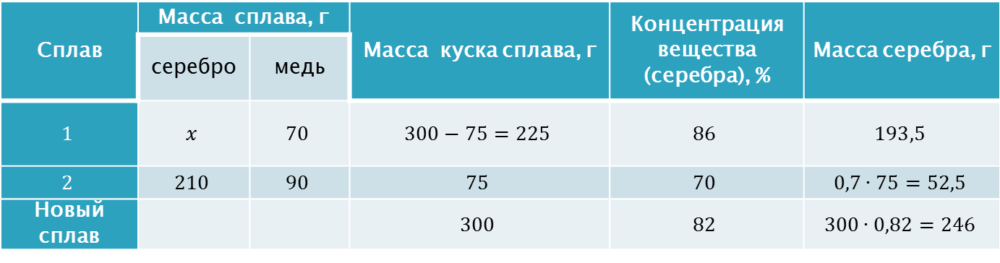 Сплав
Масса сплава, г
серебро
медь
Масса куска сплава, г
Концентрация
вещества
(серебра), %
Масса серебра, г
1
x
70
300 − 75 = 225
86
193,5
2
210
90
75
70
0,7 · 75 = 52,5
Новый
сплав
300
82
300 · 0,82 = 246